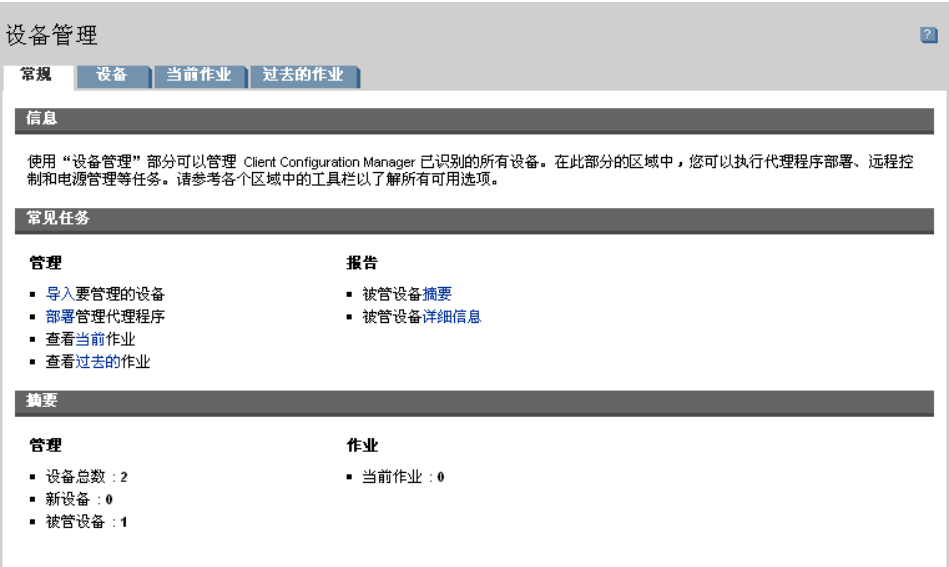 设备管理
?
常规 设备 当前作业 过去的作业
信息
使用“设备管理”部分可以管理 Client Configuration Manager 已识别的所有设备。在此部分的区域中，您可以执行代理程序部署、远程控
制和电源管理等任务。请参考各个区域中的工具栏以了解所有可用选项。
常见任务
管理
导入要管理的设备
部署管理代理程序
查看当前作业
查看过去的作业
报告
被管设备摘要
被管设备详细信息
摘要
管理
设备总数：2
新设备：0
被管设备：1
作业
当前作业：0